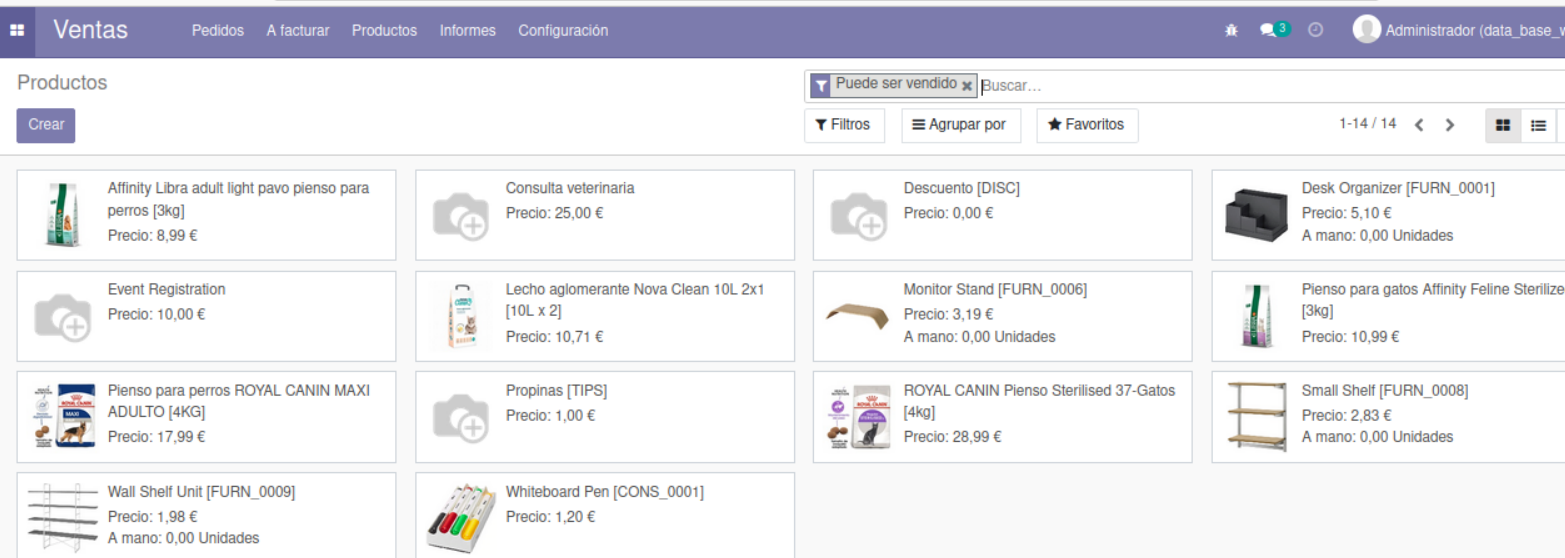 Ventas Pedidos A facturar Productos Informes Configuración 3 Administrador (data_base_w
Productos
Puede ser vendido Buscar...
Crear
Filtros Agrupar por Favoritos 1-14 / 14
Affinity Libra adult light pavo pienso para
perros [3kg]
Precio: 8,99 €
Consulta veterinaria
Precio: 25,00 €
Descuento [DISC]
Precio: 0,00 €
Desk Organizer [FURN_0001]
Precio: 5,10 €
A mano: 0,00 Unidades
Event Registration
Precio: 10,00 €
Lecho aglomerante Nova Clean 10L 2x1
[10L x 2]
Precio: 10,71 €
Monitor Stand [FURN_0006]
Precio: 3,19 €
A mano: 0,00 Unidades
Pienso para gatos Affinity Feline Sterilize
[3kg]
Precio: 10,99 €
Pienso para perros ROYAL CANIN MAXI
ADULTO [4KG]
Precio: 17,99 €
Propinas [TIPS]
Precio: 1,00 €
ROYAL CANIN Pienso Sterilised 37-Gatos
[4kg]
Precio: 28,99 €
Small Shelf [FURN_0008]
Precio: 2,83 €
A mano: 0,00 Unidades
Wall Shelf Unit [FURN_0009]
Precio: 1,98 €
A mano: 0,00 Unidades
Whiteboard Pen [CONS_0001]
Precio: 1,20 €